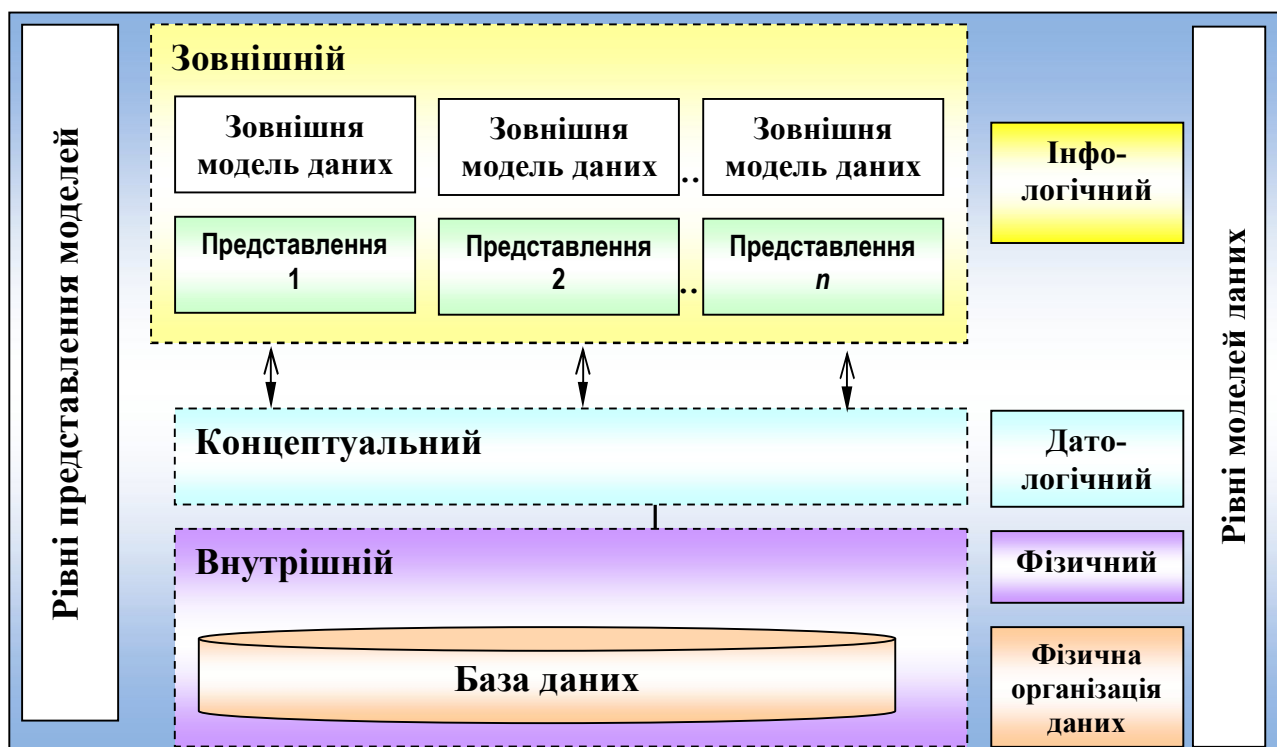 Рівні представлення моделей
Зовнішній
Зовнішня
модель даних
Зовнішня
модель даних
..
Зовнішня
модель даних
Представлення
1
Представлення
2
..
Представлення
n
Концептуальний
Внутрішній
База даних
Інфо-
логічний
Дато-
логічний
Фізичний
Фізична
організація
даних
Рівні моделей даних